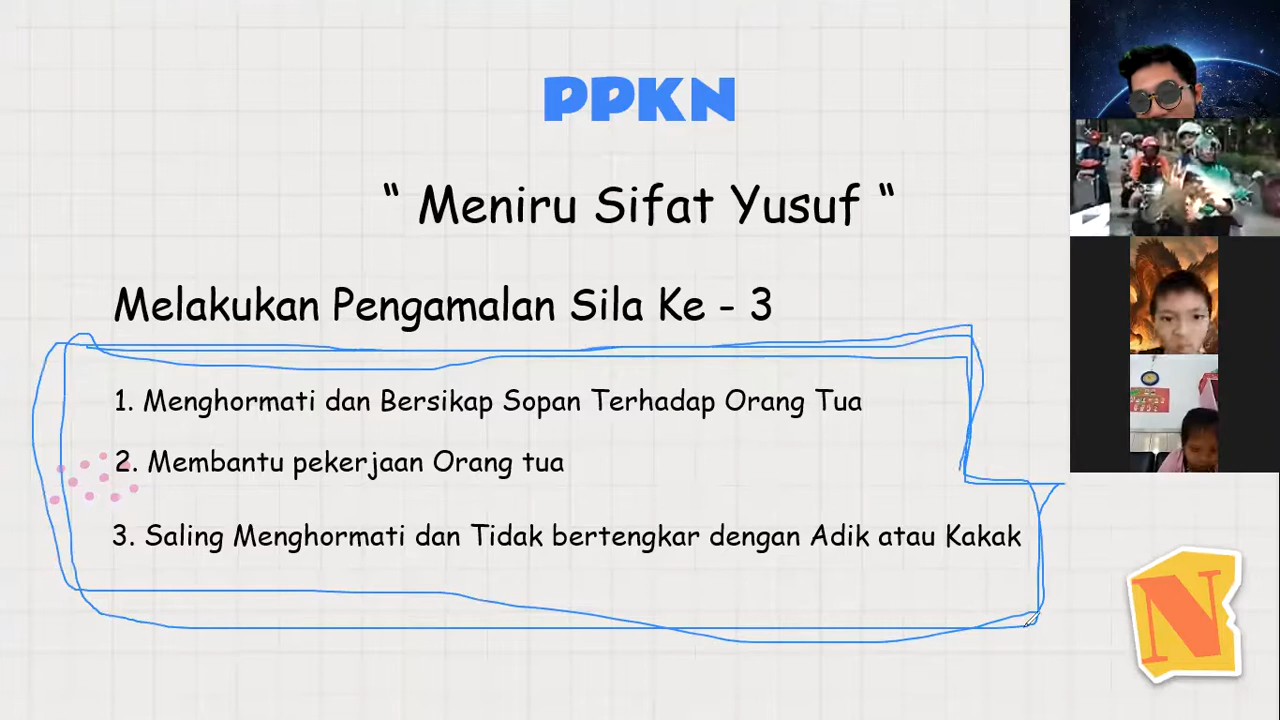 PPKN
“ Meniru Sifat Yusuf “
Melakukan Pengamalan Sila Ke - 3
1. Menghormati dan Bersikap Sopan Terhadap Orang Tua
2. Membantu pekerjaan Orang tua
3. Saling Menghormati dan Tidak bertengkar dengan Adik atau Kakak
N